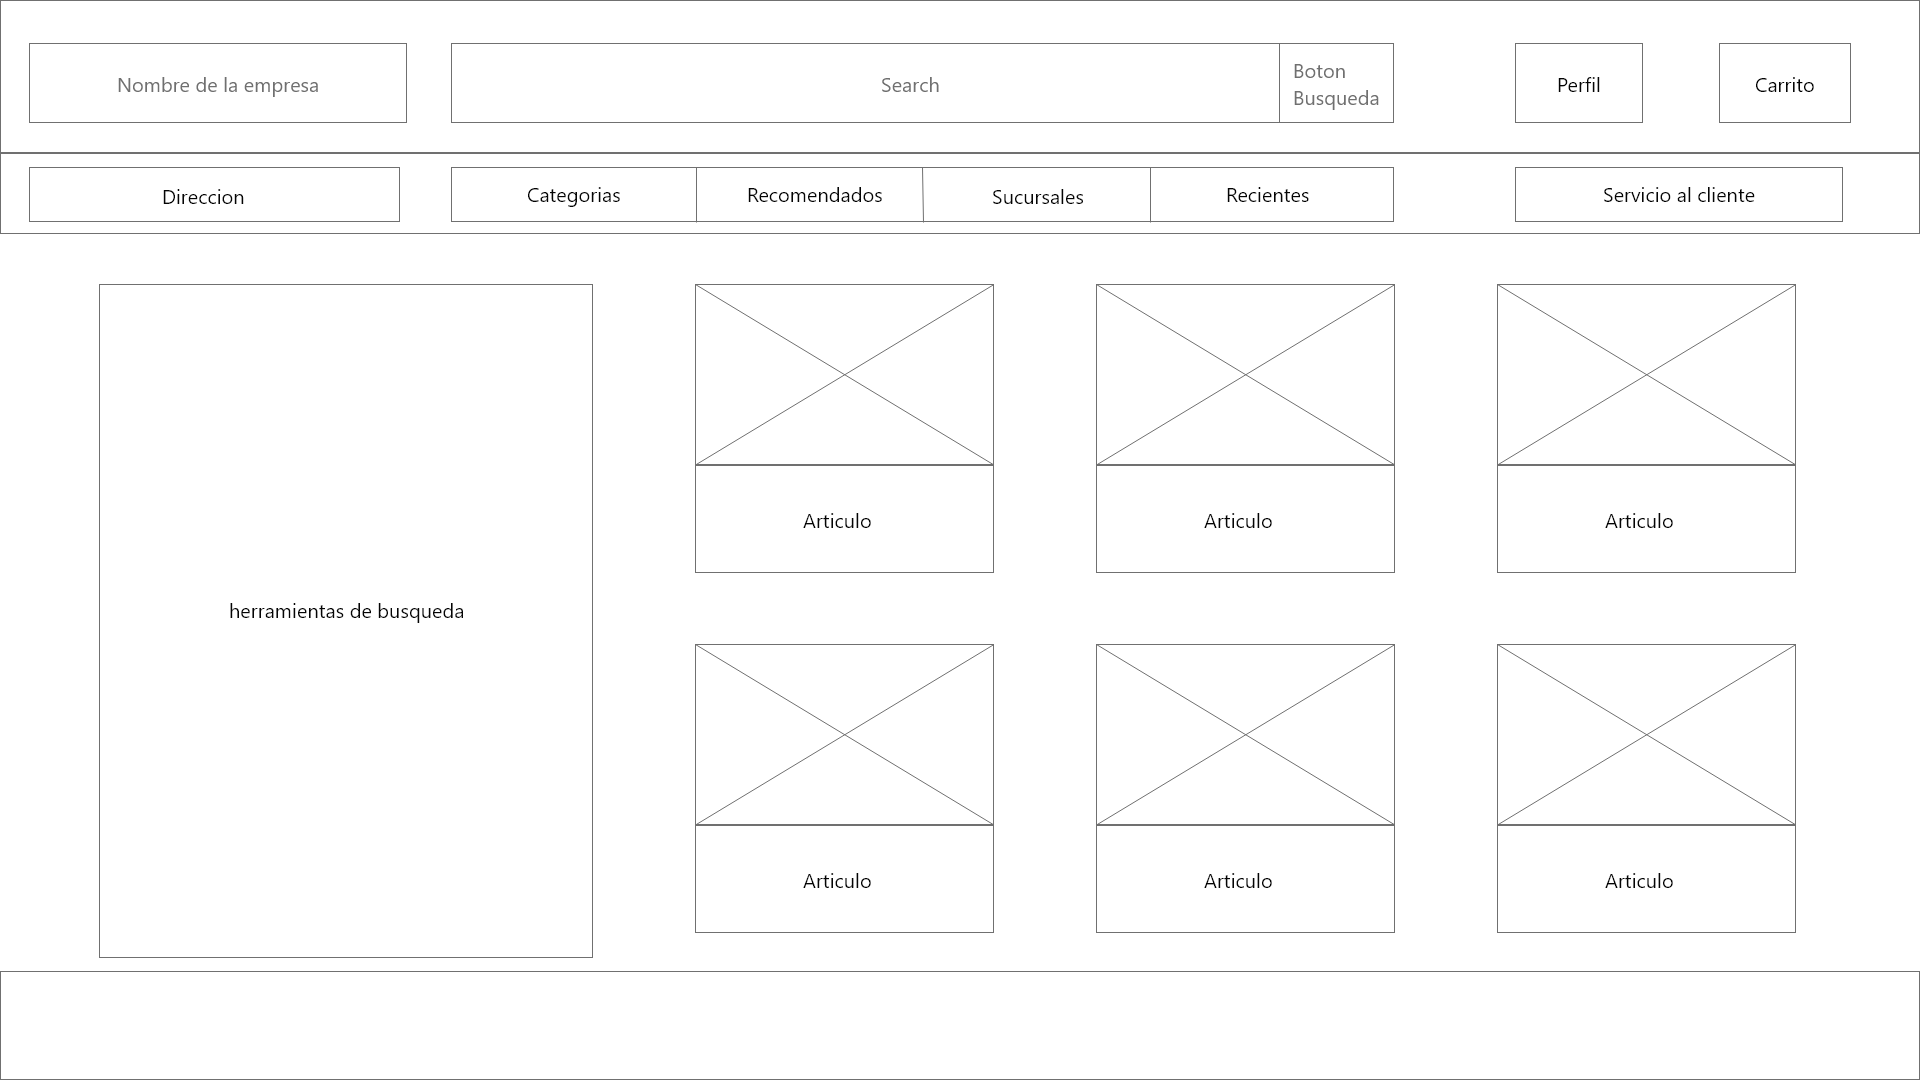 Nombre de la empresa
Search
Boton
Busqueda
Perfil
Carrito
Direccion
Categorias
Recomendados
Sucursales
Recientes
Servicio al cliente
herramientas de busqueda
Articulo
Articulo
Articulo
Articulo
Articulo
Articulo